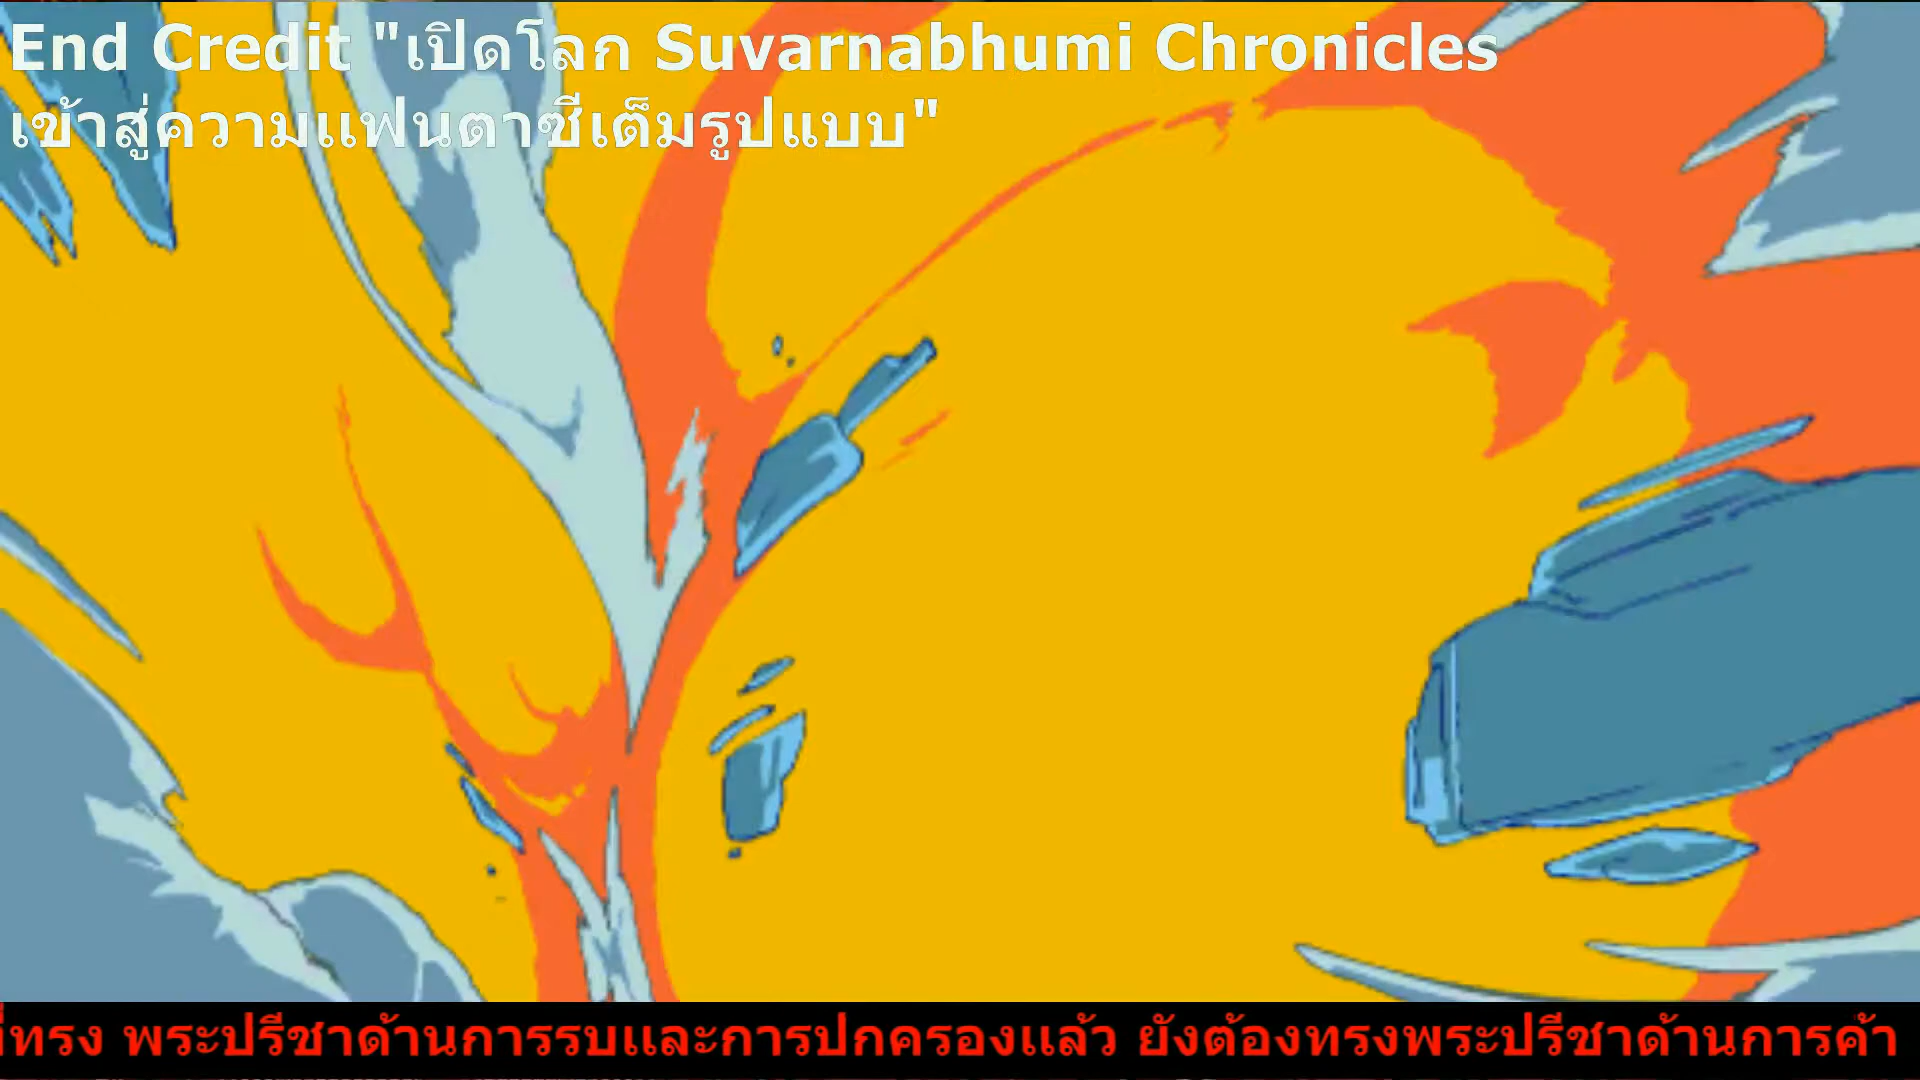 End Credit "เปิดโลก Suvarnabhumi Chronicles
เข้าสู่ความแฟนตาซีเต็มรูปแบบ"
ที่ทรง พระปรีชาด้านการรบและการปกครองแล้ว ยังต้องทรงพระปรีชาด้านการค้า